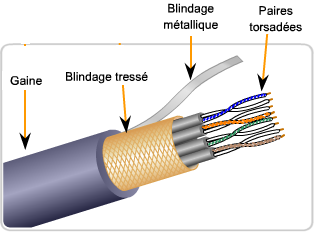 Blindage
métallique
Paires
torsadées
Blindage tressé
Gaine